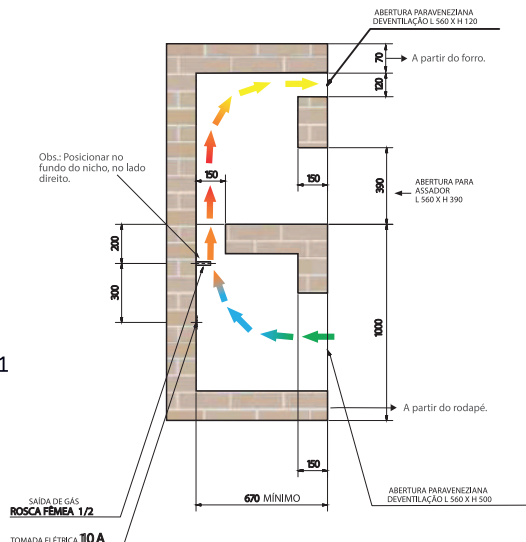 ABERTURA PARAVENEZIANA
DEVENTILAÇÃO L 560 X H 120
70
A partir do forro.
120
Obs.: Posicionar no
fundo do nicho, no lado
direito.
150
150
390
ABERTURA PARA
ASSADOR
L 560 X H 390
200
300
1000
1
A partir do rodapé.
150
670 MÍNIMO
SAÍDA DE GÁS
ROSCA FÊMEA 1/2
ABERTURA PARAVENEZIANA
DEVENTILAÇÃO L 560 X H 500
TOMADA ELÉTRICA 10 A